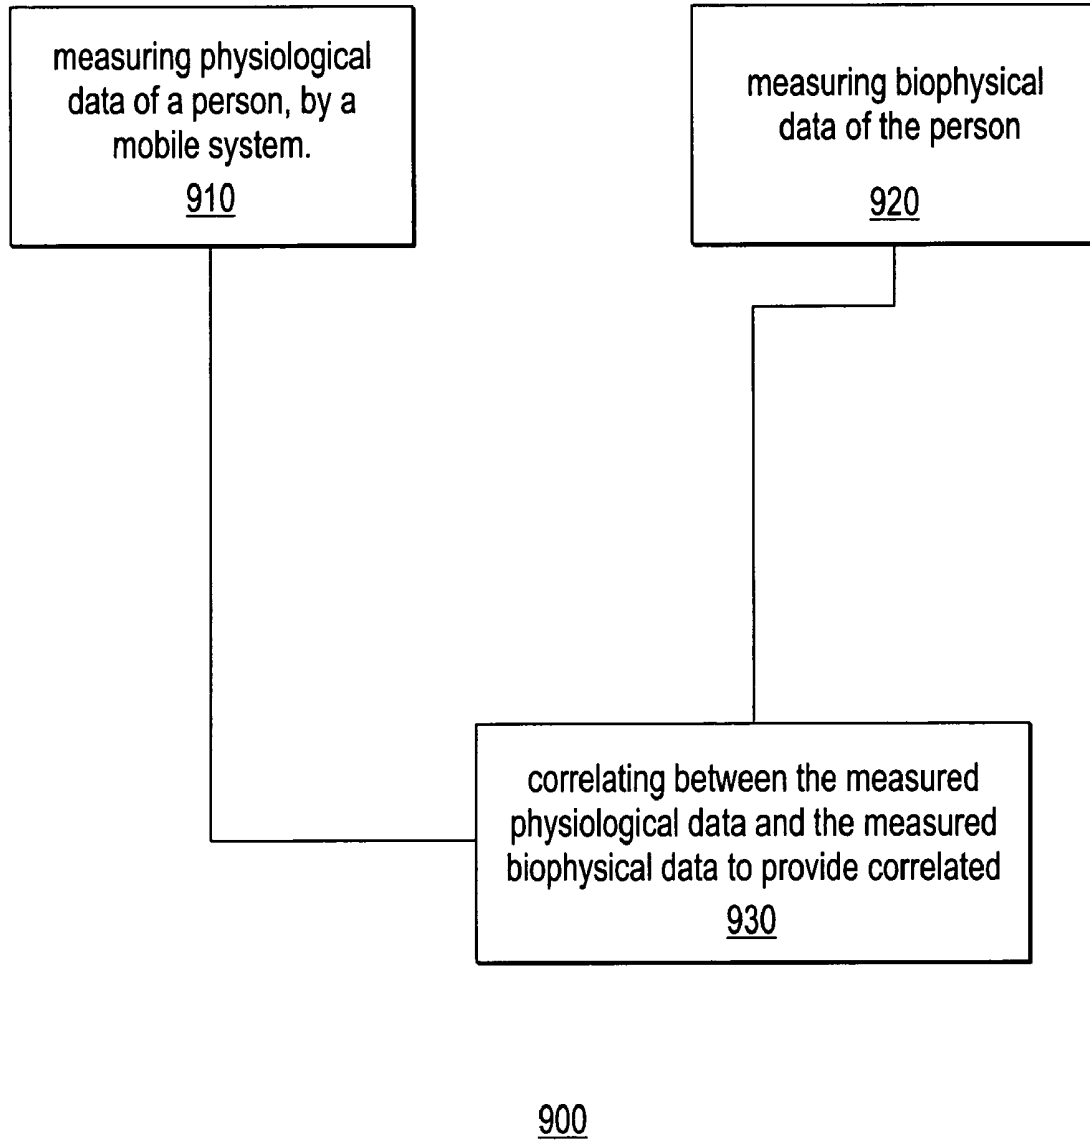 measuring physiological
data of a person, by a
mobile system.
910
measuring biophysical
data of the person
920
correlating between the measured
physiological data and the measured
biophysical data to provide correlated
930
900